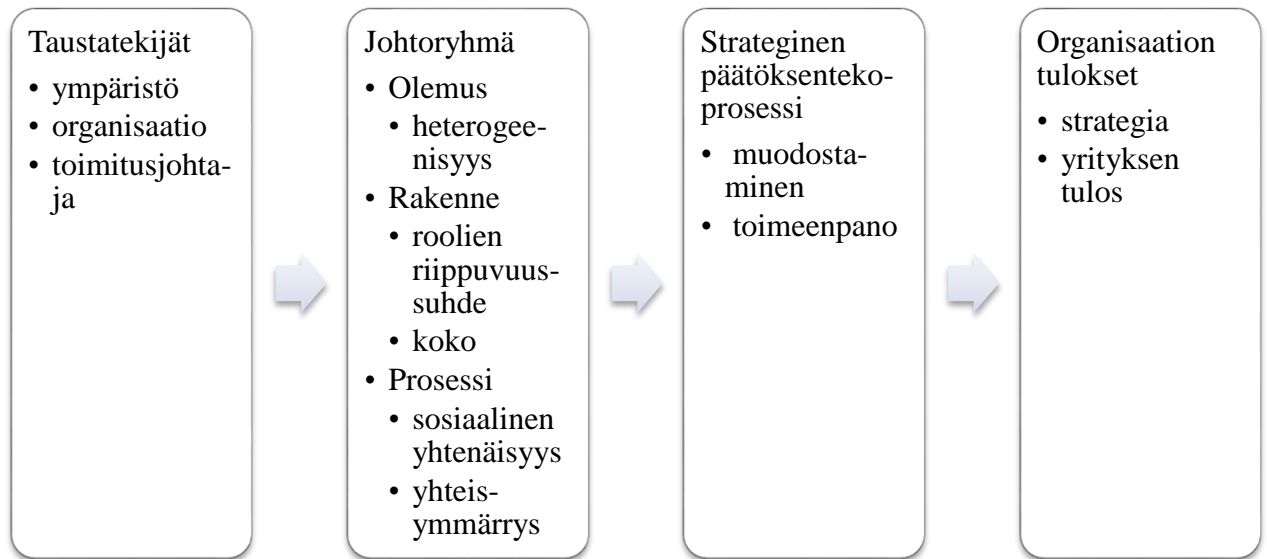 Taustatekijät
• ympäristö
• organisaatio
• toimitusjohta-
ja
Johtoryhmä
• Olemus
• heterogee-
nisyys
• Rakenne
• roolien
riippuvuus-
suhde
• koko
• Prosessi
• sosiaalinen
yhtenäisyys
• yhteis-
ymmärrys
Strateginen
päätöksenteko-
prosessi
• muodosta-
minen
• toimeenpano
Organisaation
tulokset
• strategia
• yrityksen
tulos